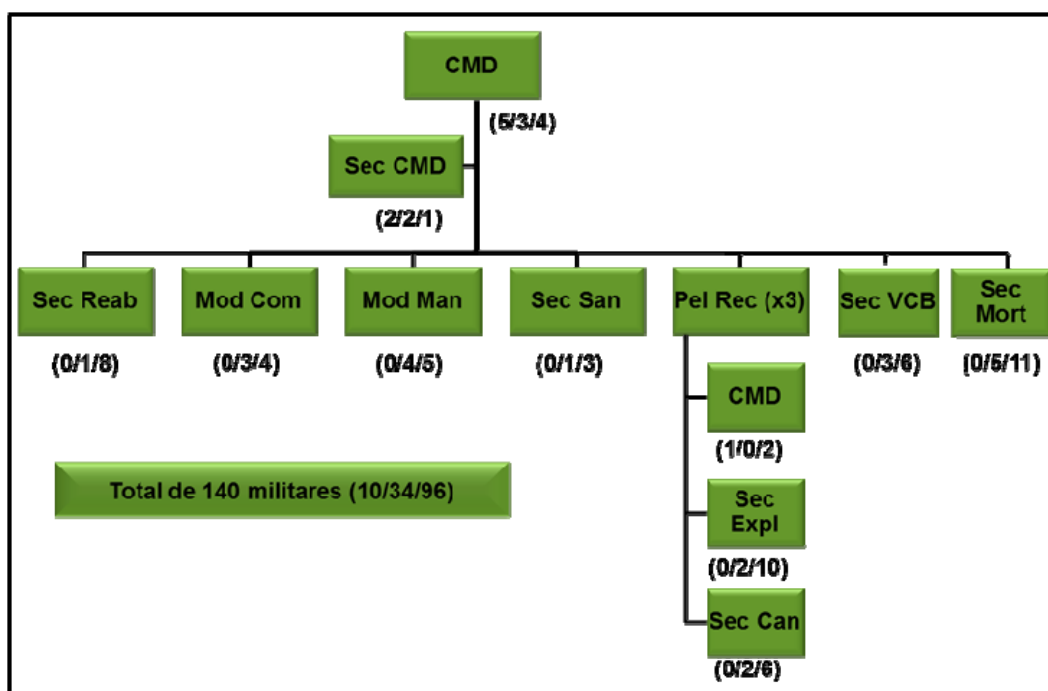 CMD
(5/3/4)
Sec CMD
(2/2/1)
Sec Reab
Mod Com
Mod Man
Sec San
Pel Rec (x3)
Sec VCB
Sec
Mort
(0/1/8)
(0/3/4)
(0/4/5)
(0/1/3)
(0/3/6)
(0/5/11)
CMD
(1/0/2)
Sec
Expl
(0/2/10)
Sec Can
(0/2/6)
Total de 140 militares (10/34/96)